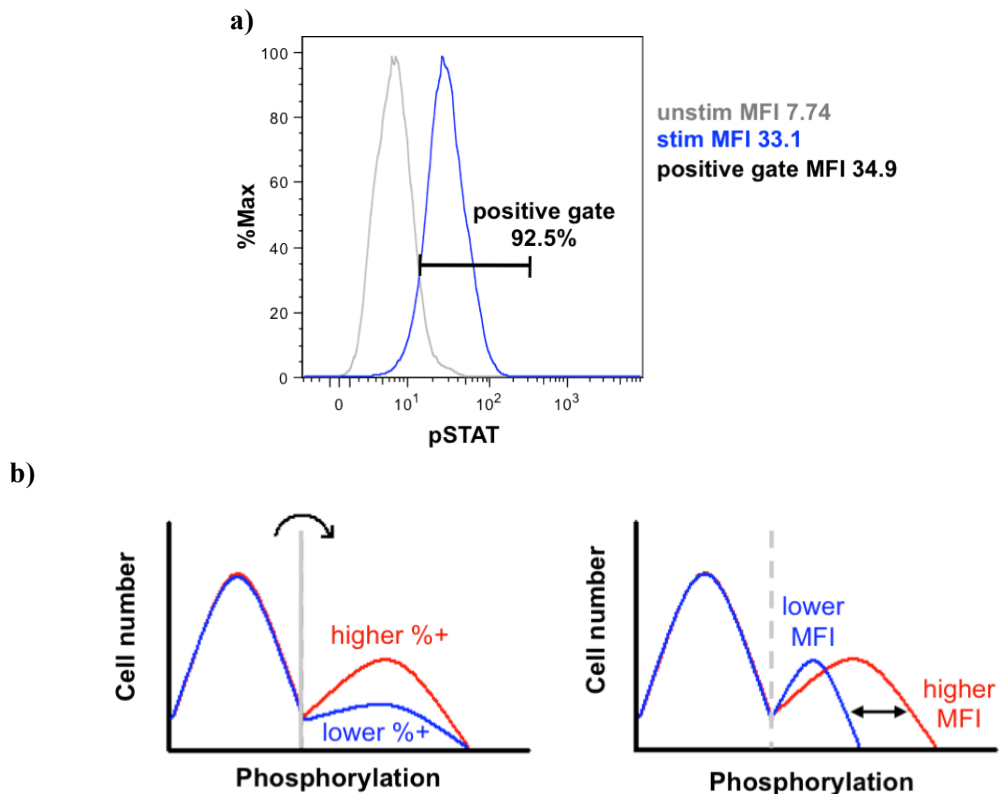 a)
100
80
60
40
20
0
%Max
positive gate
92.5%
0 10¹ 10² 10³
pSTAT
unstim MFI 7.74
stim MFI 33.1
positive gate MFI 34.9
b)
Cell number
higher %+
lower %+
Phosphorylation
Cell number
lower
MFI
higher
MFI
Phosphorylation